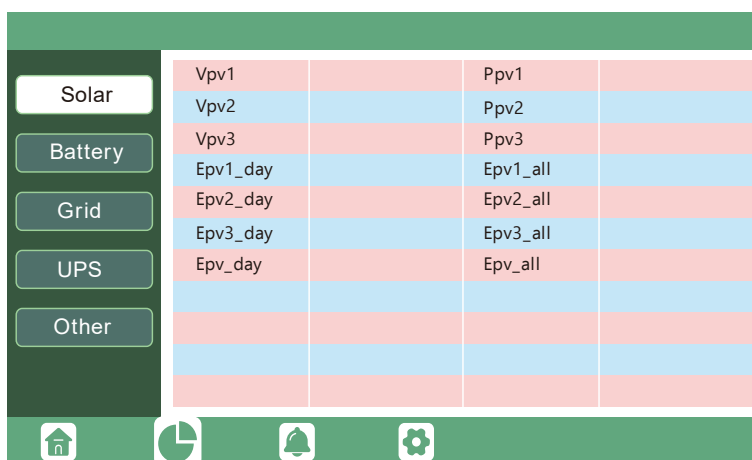 Solar
Battery
Grid
UPS
Other
Vpv1 Ppv1
Vpv2 Ppv2
Vpv3 Ppv3
Epv1_day Epv1_all
Epv2_day Epv2_all
Epv3_day Epv3_all
Epv_day Epv_all